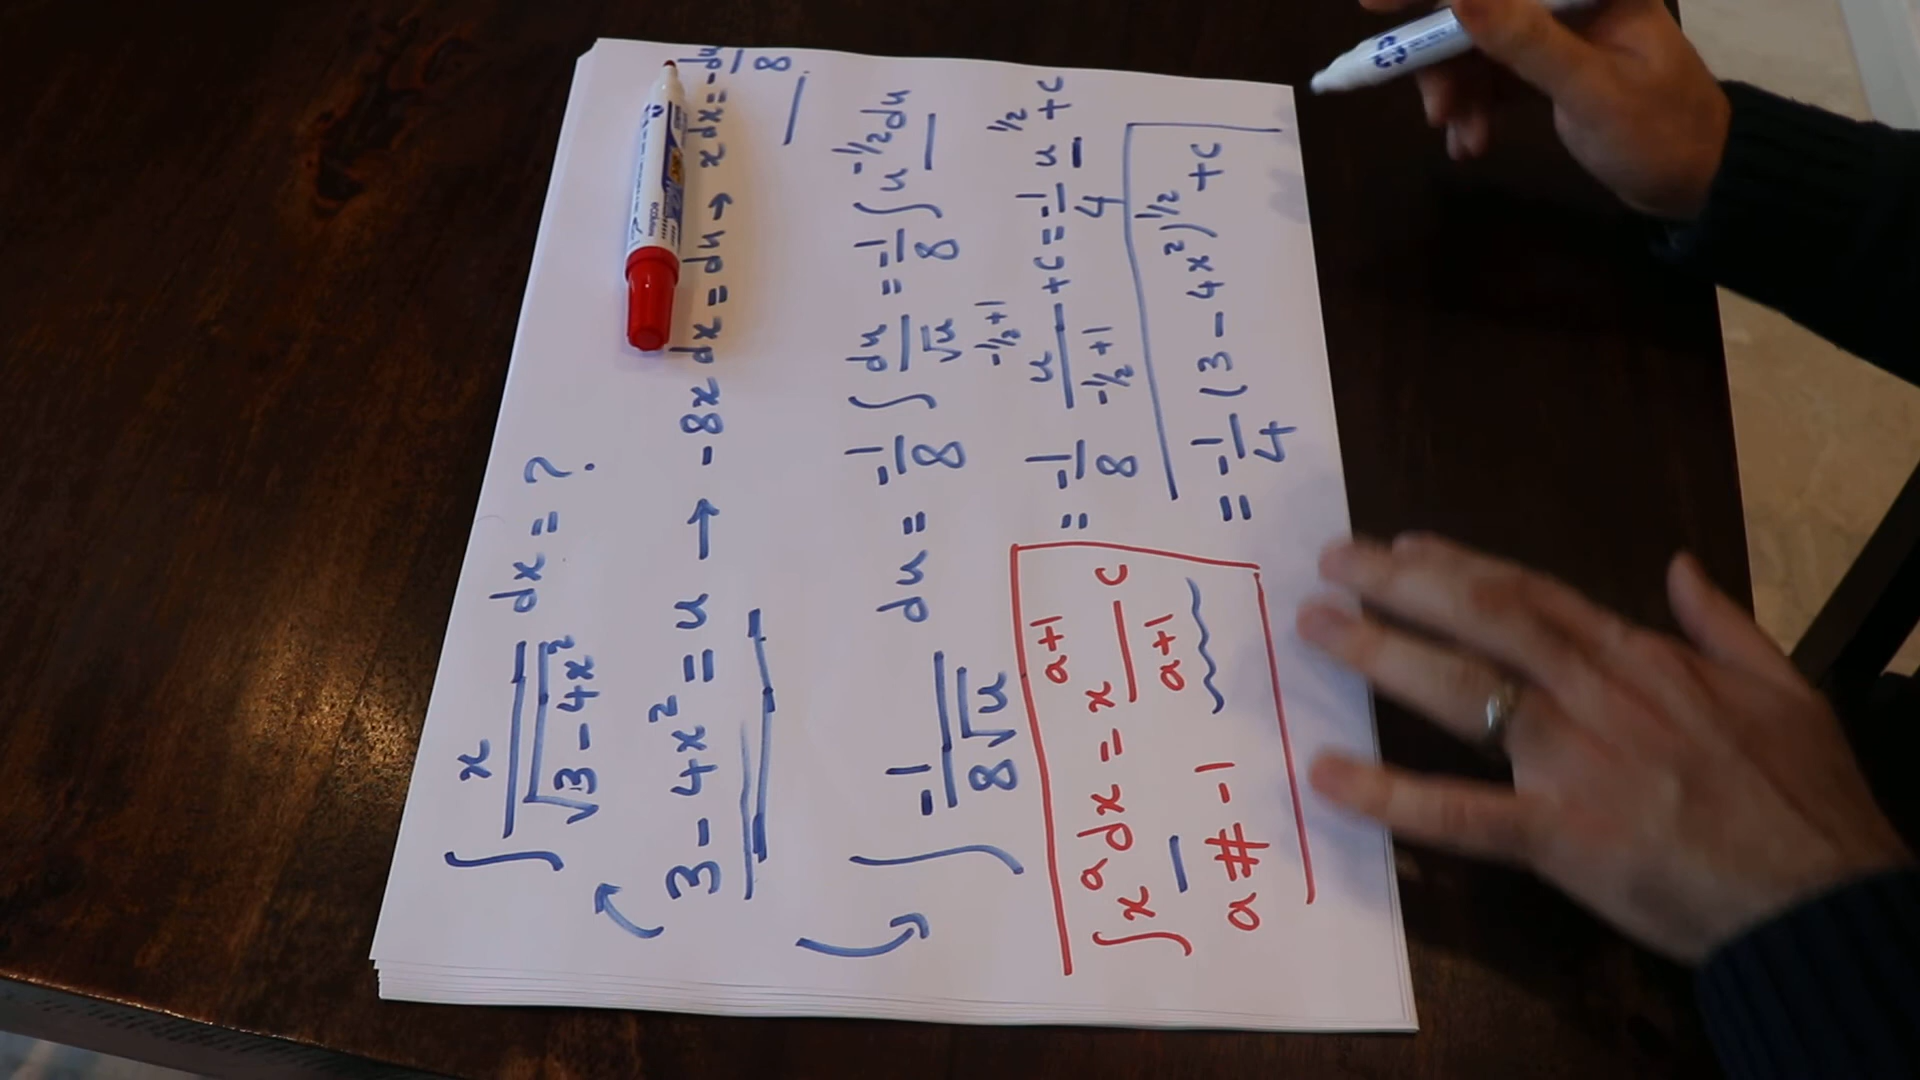 ∫ x/√(3-4x²) dx = ?
3-4x² = u → -8x dx = du → x dx = -du/8
∫ -1/(8√u) du = -1/8 ∫ du/√u = -1/8 ∫ u^(-1/2) du
= -1/8 u^(-1/2+1)/(-1/2+1) + c = -1/4 u^(1/2) + c
= -1/4 (3-4x²)^(1/2) + c
∫ x^a dx = x^(a+1)/(a+1) c
a ≠ -1